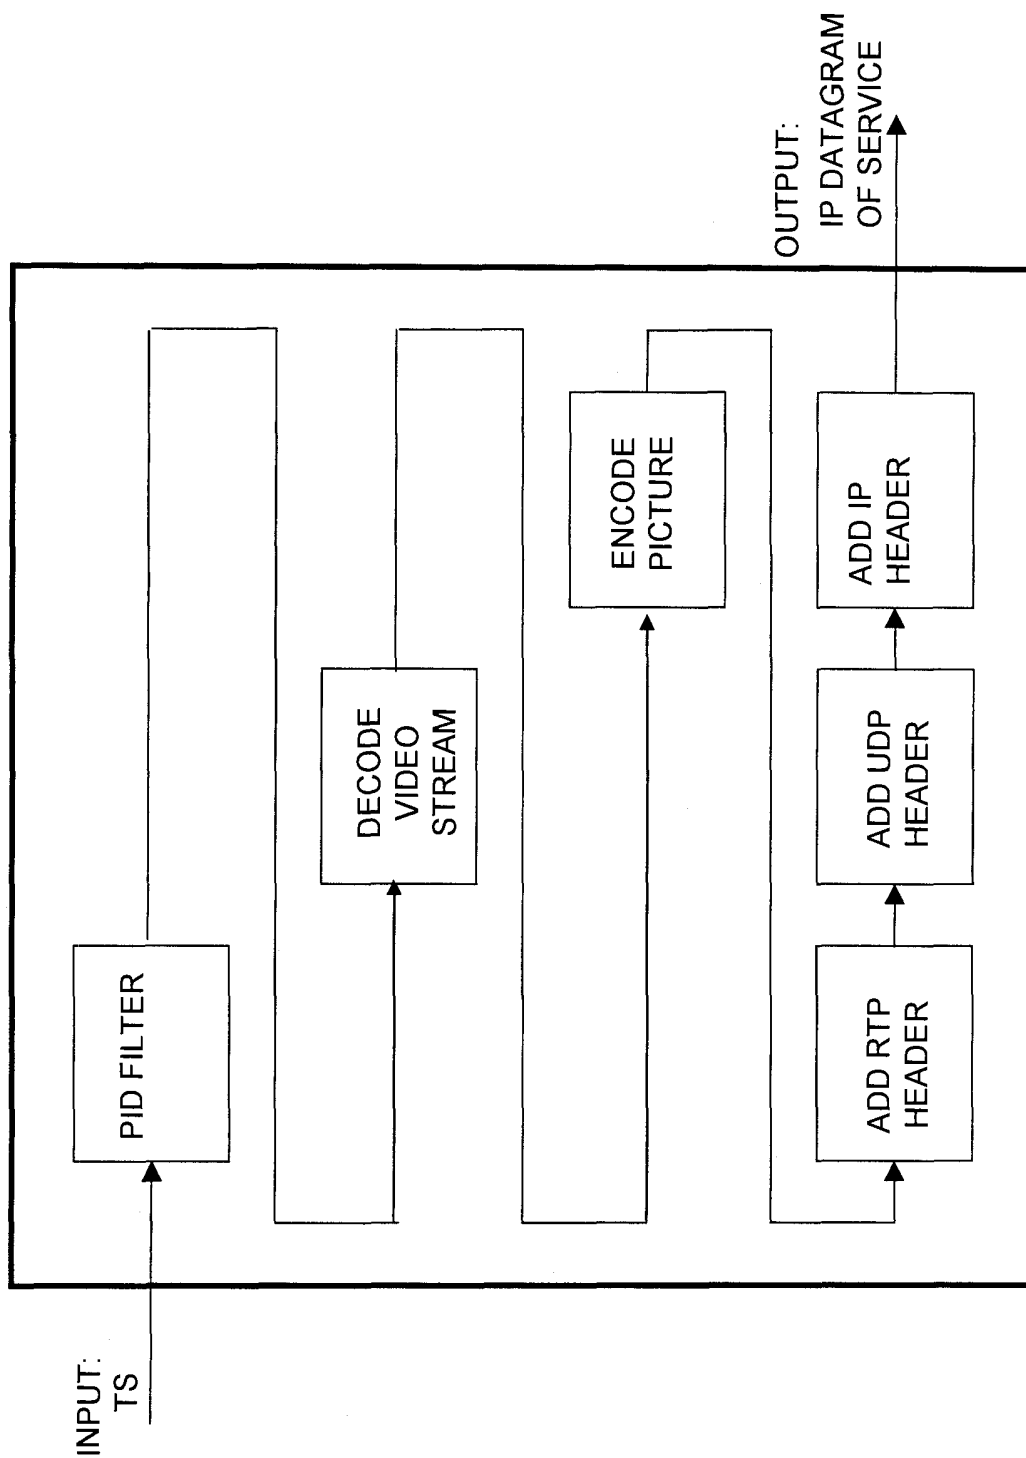 INPUT:
TS
PID FILTER
DECODE
VIDEO
STREAM
ENCODE
PICTURE
ADD RTP
HEADER
ADD UDP
HEADER
ADD IP
HEADER
OUTPUT:
IP DATAGRAM
OF SERVICE